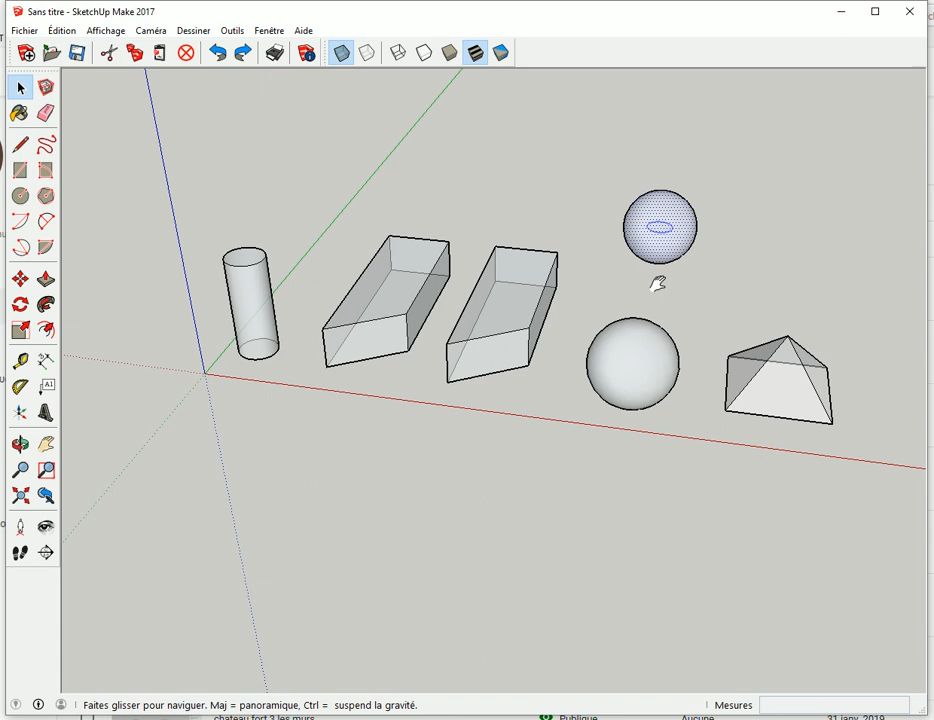 Sans titre - SketchUp Make 2017
Fichier Édition Affichage Caméra Dessiner Outils Fenêtre Aide
A1
Faites glisser pour naviguer. Maj = panoramique, Ctrl = suspend la gravité.
Mesures
chateau fort 3 les murs
Publique
Aucune
31 janv. 2019